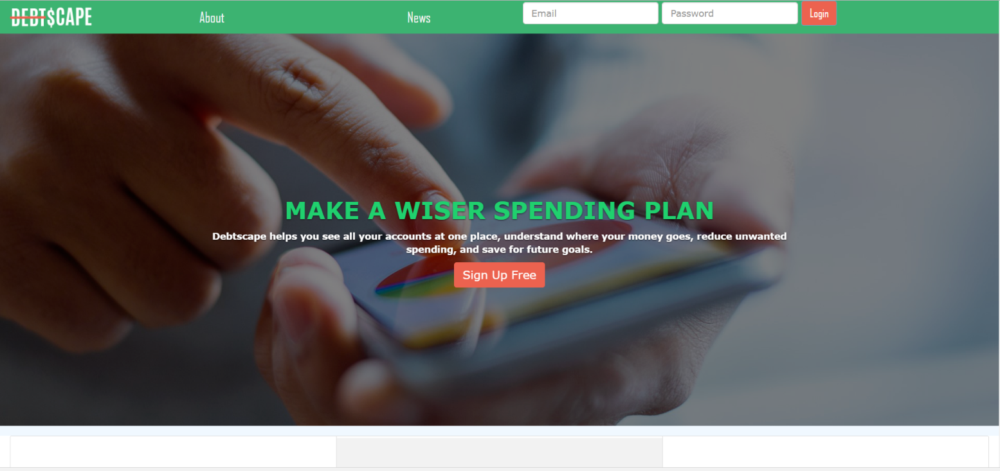 DEBT$CAPE
About
News
Email
Password
Login
MAKE A WISER SPENDING PLAN
Debtscape helps you see all your accounts at one place, understand where your money goes, reduce unwanted
spending, and save for future goals.
Sign Up Free